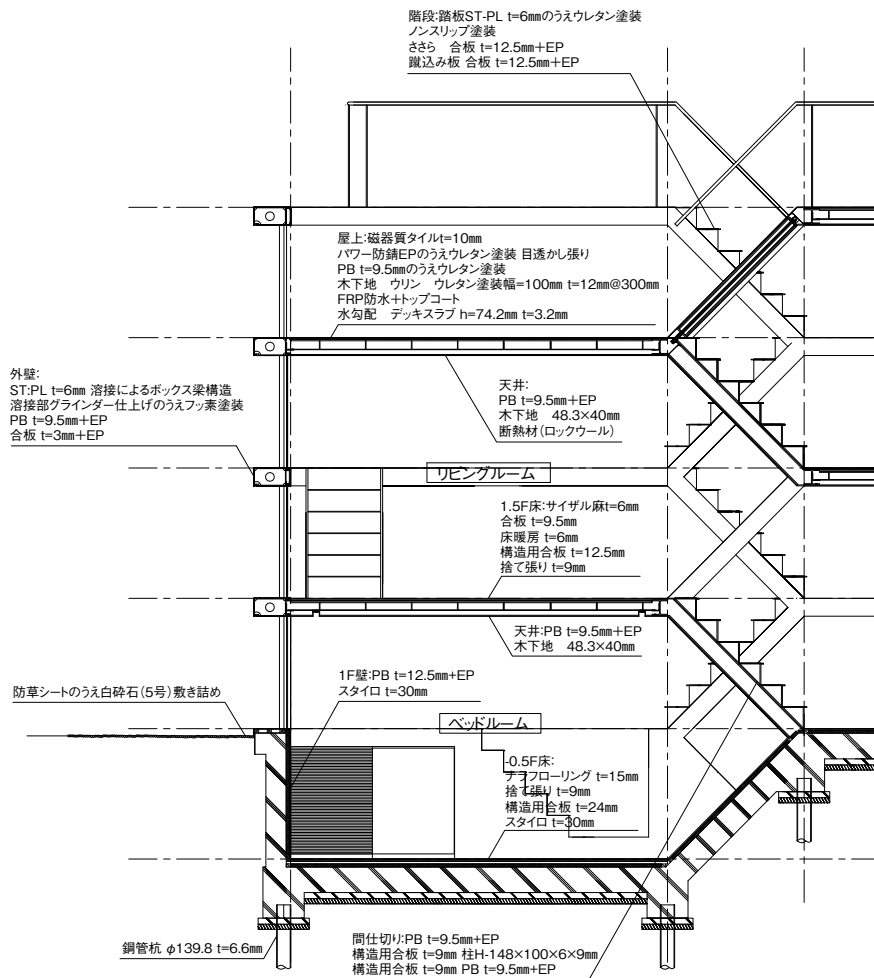 階段:踏板ST-PL t=6mmのうえウレタン塗装
ノンスリップ塗装
ささら 合板 t=12.5mm+EP
蹴込み板 合板 t=12.5mm+EP
屋上:磁器質タイルt=10mm
パワー防錆EPのうえウレタン塗装 目透かし張り
PB t=9.5mmのうえウレタン塗装
木下地 ウリン ウレタン塗装幅=100mm t=12mm@300mm
FRP防水+トップコート
水勾配 デッキスラブ h=74.2mm t=3.2mm
外壁:
ST:PL t=6mm 溶接によるボックス梁構造
溶接部グラインダー仕上げのうえフッ素塗装
PB t=9.5mm+EP
合板 t=3mm+EP
天井:
PB t=9.5mm+EP
木下地 48.3×40mm
断熱材(ロックウール)
リビングルーム
1.5F床:サイザル麻t=6mm
合板 t=9.5mm
床暖房 t=6mm
構造用合板 t=12.5mm
捨て張り t=9mm
天井:PB t=9.5mm+EP
木下地 48.3×40mm
1F壁:PB t=12.5mm+EP
スタイロ t=30mm
防草シートのうえ白砕石(5号)敷き詰め
ベッドルーム
-0.5F床:
ナラフローリング t=15mm
捨て張り t=9mm
構造用合板 t=24mm
スタイロ t=30mm
鋼管杭 φ139.8 t=6.6mm
間仕切り:PB t=9.5mm+EP
構造用合板 t=9mm 柱H-148×100×6×9mm
構造用合板 t=9mm PB t=9.5mm+EP